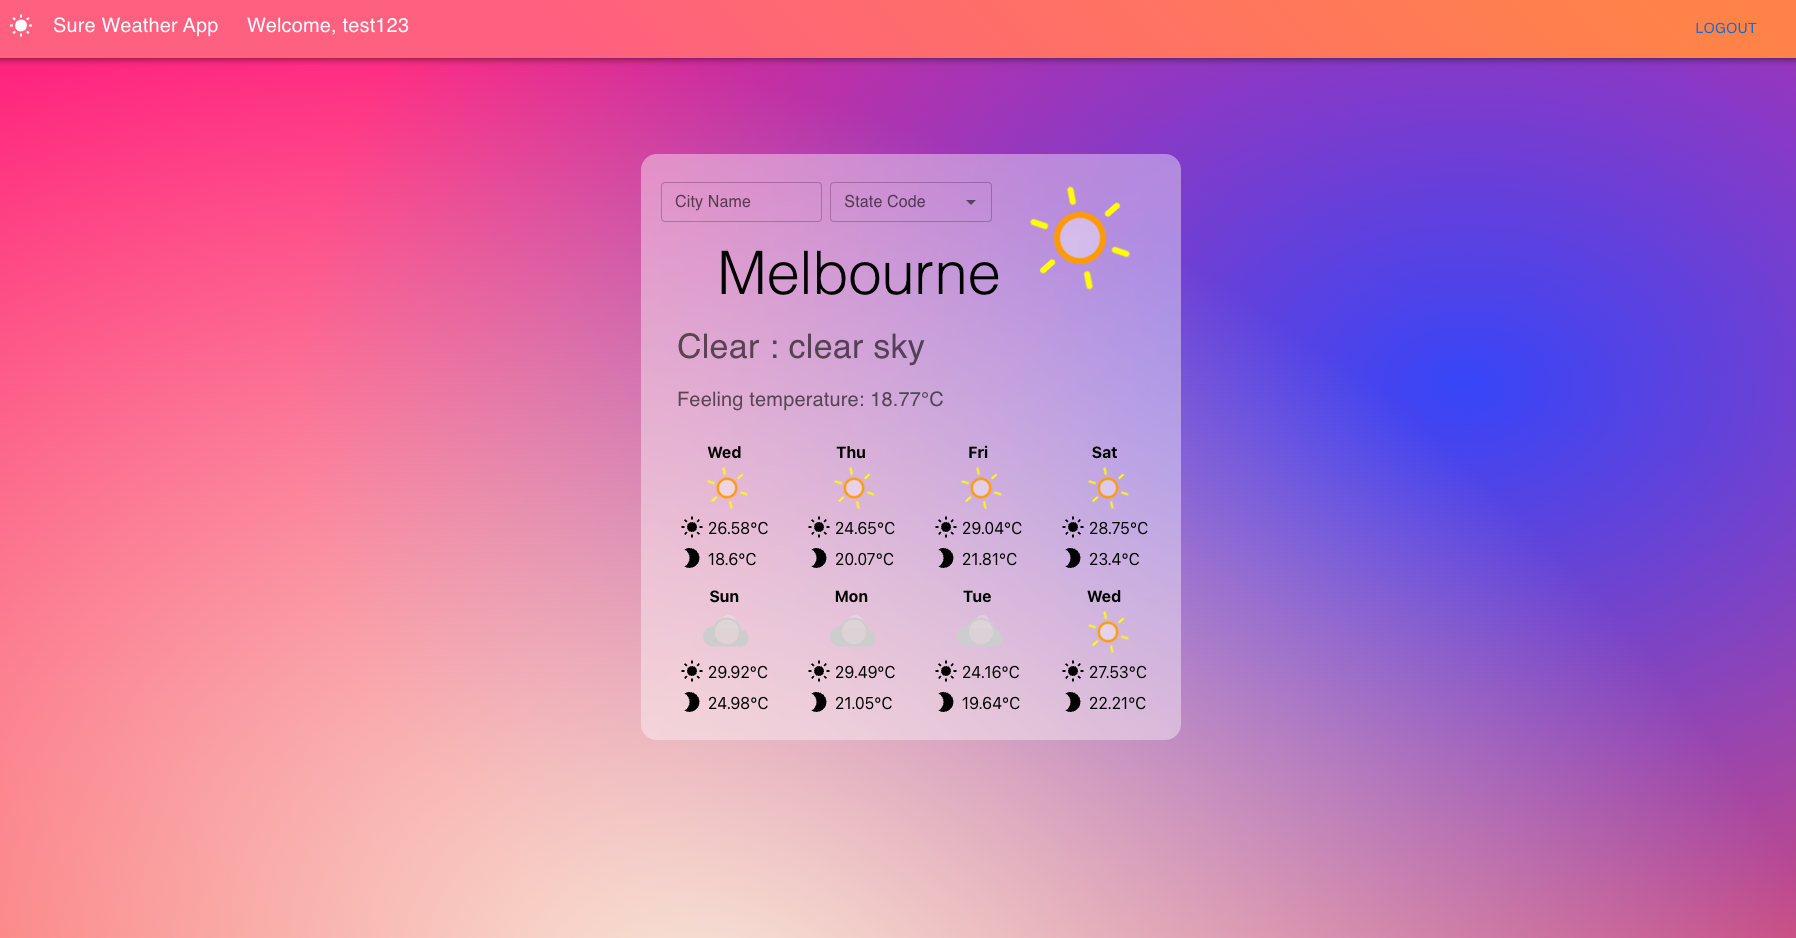 Sure Weather App Welcome, test123 LOGOUT
City Name State Code
Melbourne
Clear : clear sky
Feeling temperature: 18.77°C
Wed Thu Fri Sat
26.58°C 24.65°C 29.04°C 28.75°C
18.6°C 20.07°C 21.81°C 23.4°C
Sun Mon Tue Wed
29.92°C 29.49°C 24.16°C 27.53°C
24.98°C 21.05°C 19.64°C 22.21°C